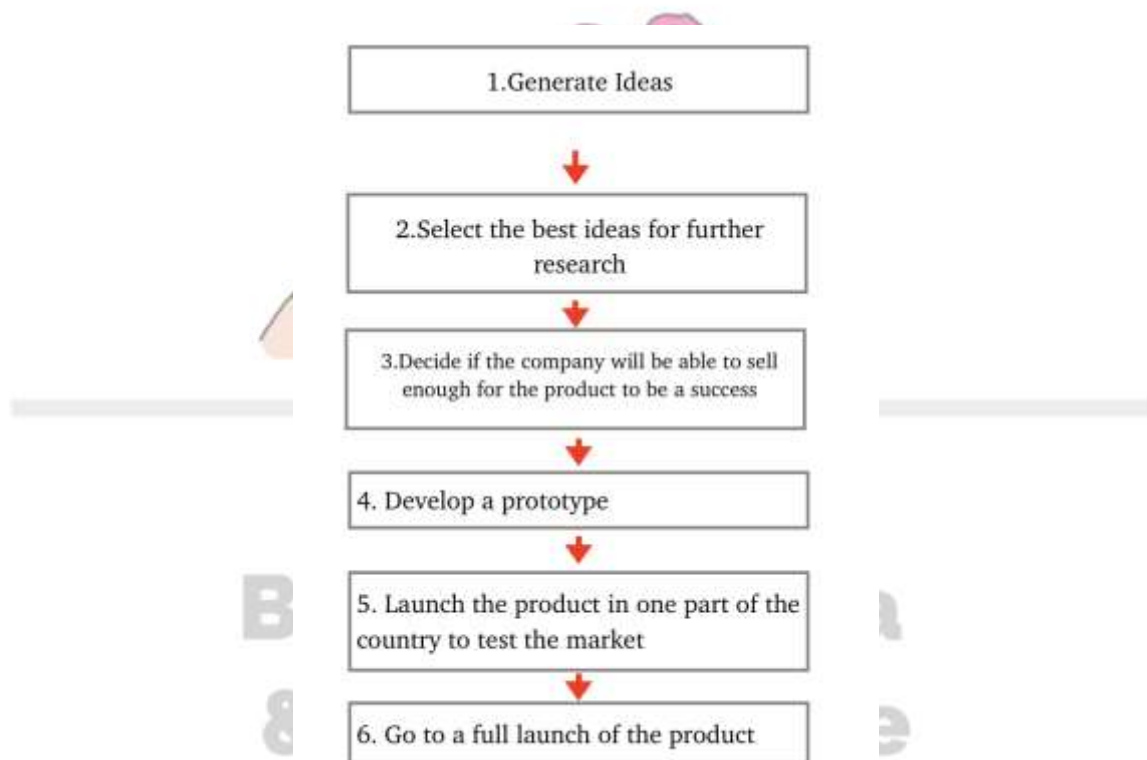 1.Generate Ideas
2.Select the best ideas for further
research
3.Decide if the company will be able to sell
enough for the product to be a success
4. Develop a prototype
5. Launch the product in one part of the
country to test the market
6. Go to a full launch of the product